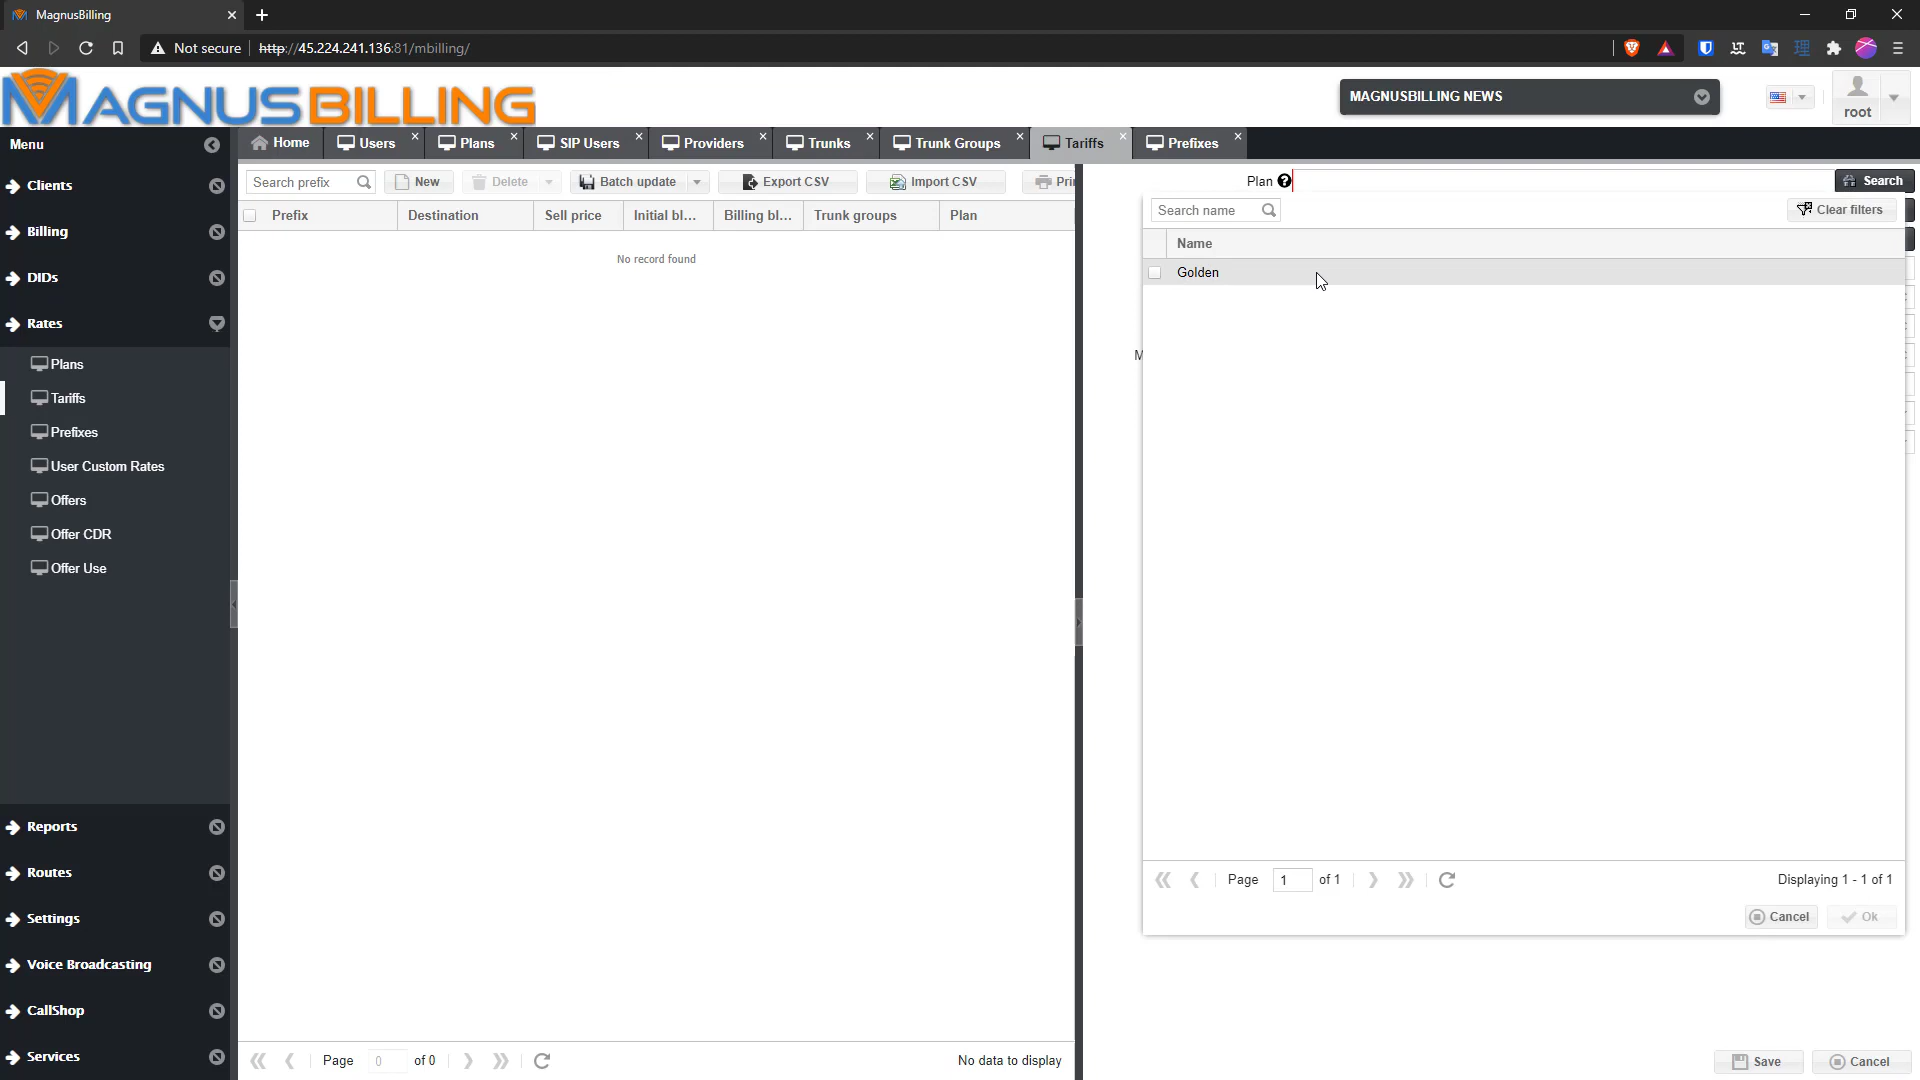 MagnusBilling
Not secure
http://45.224.241.136:81/mbilling/
MAGNUSBILLING
MAGNUSBILLING NEWS
root
Menu
Home
Users
Plans
SIP Users
Providers
Trunks
Trunk Groups
Tariffs
Prefixes
Clients
Billing
DIDs
Rates
Plans
Tariffs
Prefixes
User Custom Rates
Offers
Offer CDR
Offer Use
Reports
Routes
Settings
Voice Broadcasting
CallShop
Services
Search prefix
New
Delete
Batch update
Export CSV
Import CSV
Pri
Prefix
Destination
Sell price
Initial bl...
Billing bl...
Trunk groups
Plan
No record found
Page 0 of 0
No data to display
Plan
Search
Search name
Clear filters
Name
Golden
M
Page 1 of 1
Displaying 1 - 1 of 1
Cancel
Ok
Save
Cancel